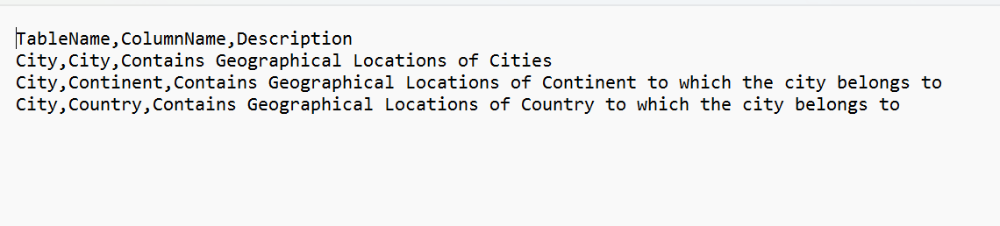 TableName,ColumnName,Description
City,City,Contains Geographical Locations of Cities
City,Continent,Contains Geographical Locations of Continent to which the city belongs to
City,Country,Contains Geographical Locations of Country to which the city belongs to